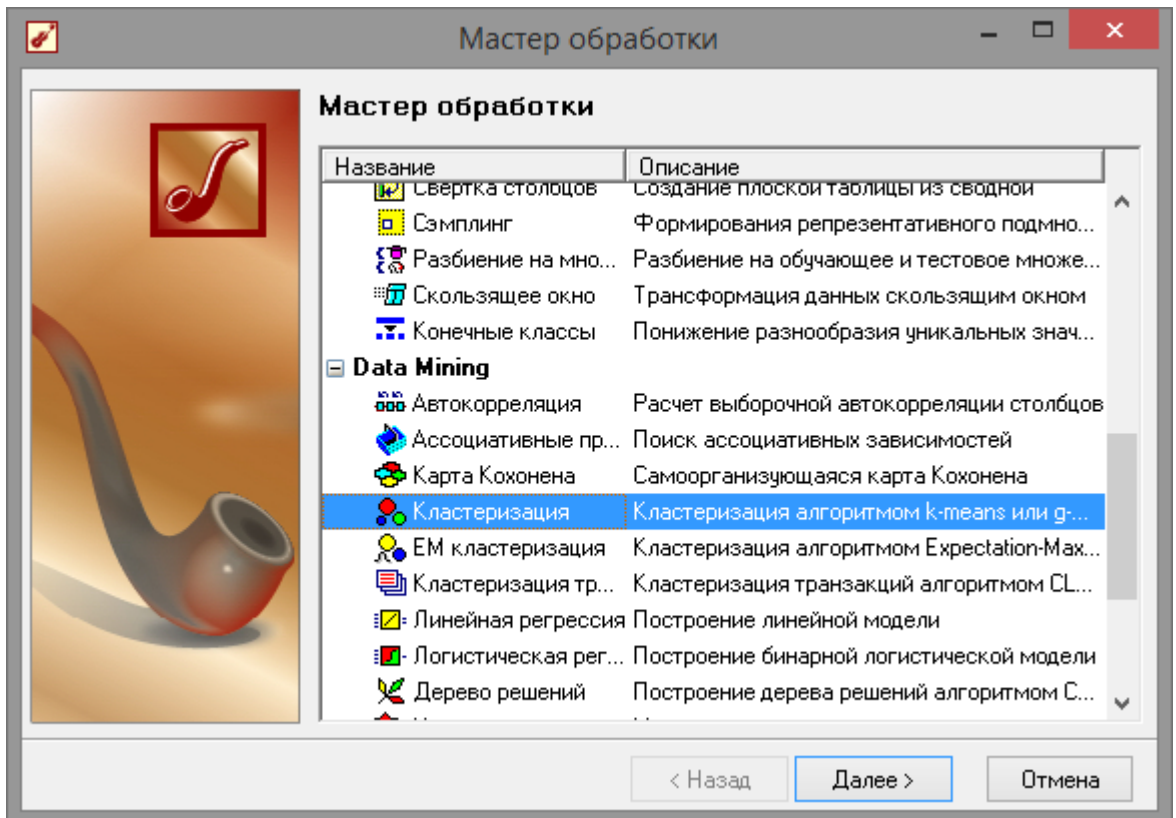 Мастер обработки
Мастер обработки
Название Описание
Свертка столбцов Создание плоской таблицы из сводной
Сэмплинг Формирования репрезентативного подмно...
Разбиение на мно... Разбиение на обучающее и тестовое множе...
Скользящее окно Трансформация данных скользящим окном
Конечные классы Понижение разнообразия уникальных знач...
Data Mining
Автокорреляция Расчет выборочной автокорреляции столбцов
Ассоциативные пр... Поиск ассоциативных зависимостей
Карта Кохонена Самоорганизующаяся карта Кохонена
Кластеризация Кластеризация алгоритмом k-means или g-...
EM кластеризация Кластеризация алгоритмом Expectation-Max...
Кластеризация тр... Кластеризация транзакций алгоритмом CL...
Линейная регрессия Построение линейной модели
Логистическая рег... Построение бинарной логистической модели
Дерево решений Построение дерева решений алгоритмом C...
< Назад Далее > Отмена